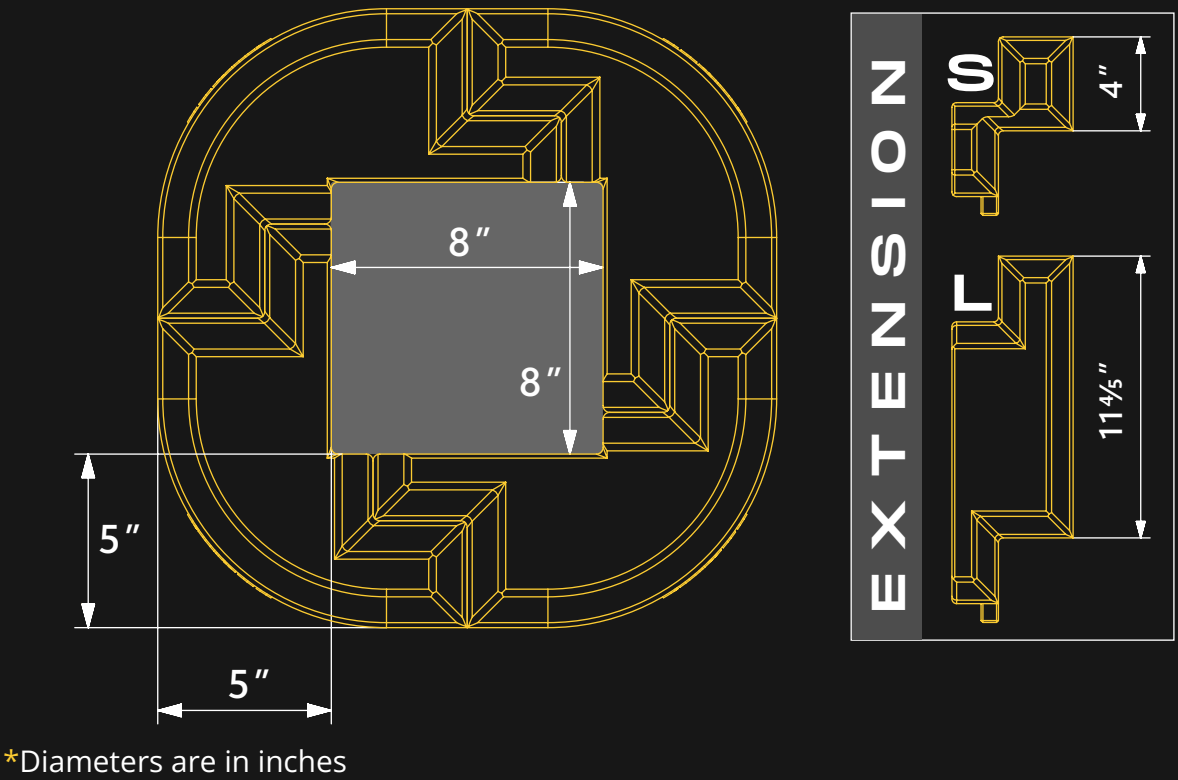 8″
8″
5″
5″
*Diameters are in inches
EXTENSION
S
4″
L
11⅘″